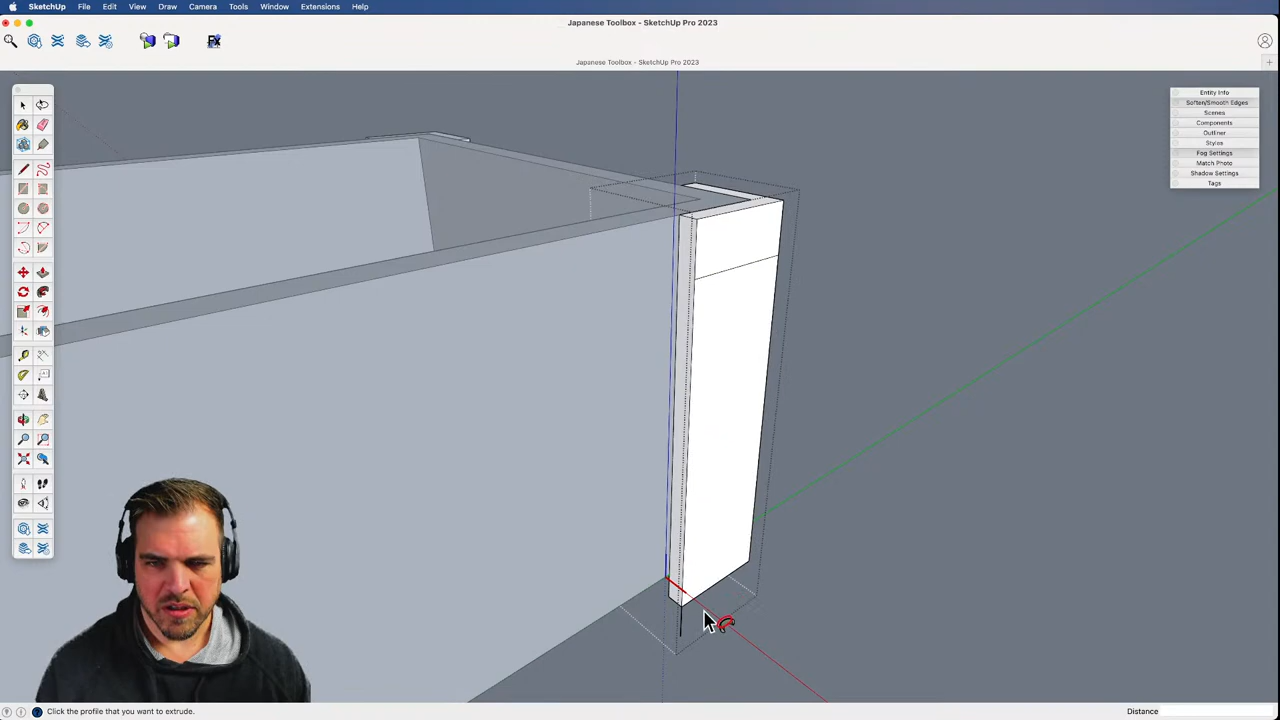 SketchUp File Edit View Draw Camera Tools Window Extensions Help
Japanese Toolbox - SketchUp Pro 2023
Japanese Toolbox - SketchUp Pro 2023
Entity Info
Soften/Smooth Edges
Scenes
Components
Outliner
Styles
Fog Settings
Match Photo
Shadow Settings
Tags
Click the profile that you want to extrude.
Distance